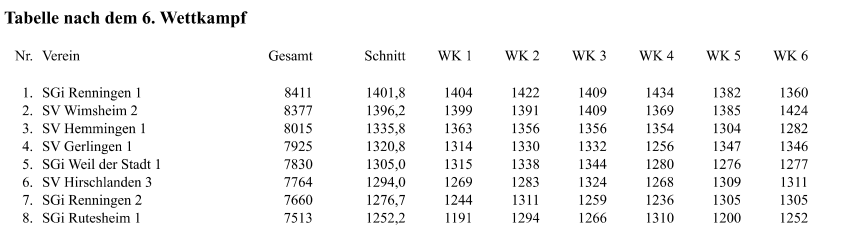 Tabelle nach dem 6. Wettkampf
Nr. Verein Gesamt Schnitt WK 1 WK 2 WK 3 WK 4 WK 5 WK 6
1. SGi Renningen 1 8411 1401,8 1404 1422 1409 1434 1382 1360
2. SV Wimsheim 2 8377 1396,2 1399 1391 1409 1369 1385 1424
3. SV Hemmingen 1 8015 1335,8 1363 1356 1356 1354 1304 1282
4. SV Gerlingen 1 7925 1320,8 1314 1330 1332 1256 1347 1346
5. SGi Weil der Stadt 1 7830 1305,0 1315 1338 1344 1280 1276 1277
6. SV Hirschlanden 3 7764 1294,0 1269 1283 1324 1268 1309 1311
7. SGi Renningen 2 7660 1276,7 1244 1311 1259 1236 1305 1305
8. SGi Rutesheim 1 7513 1252,2 1191 1294 1266 1310 1200 1252